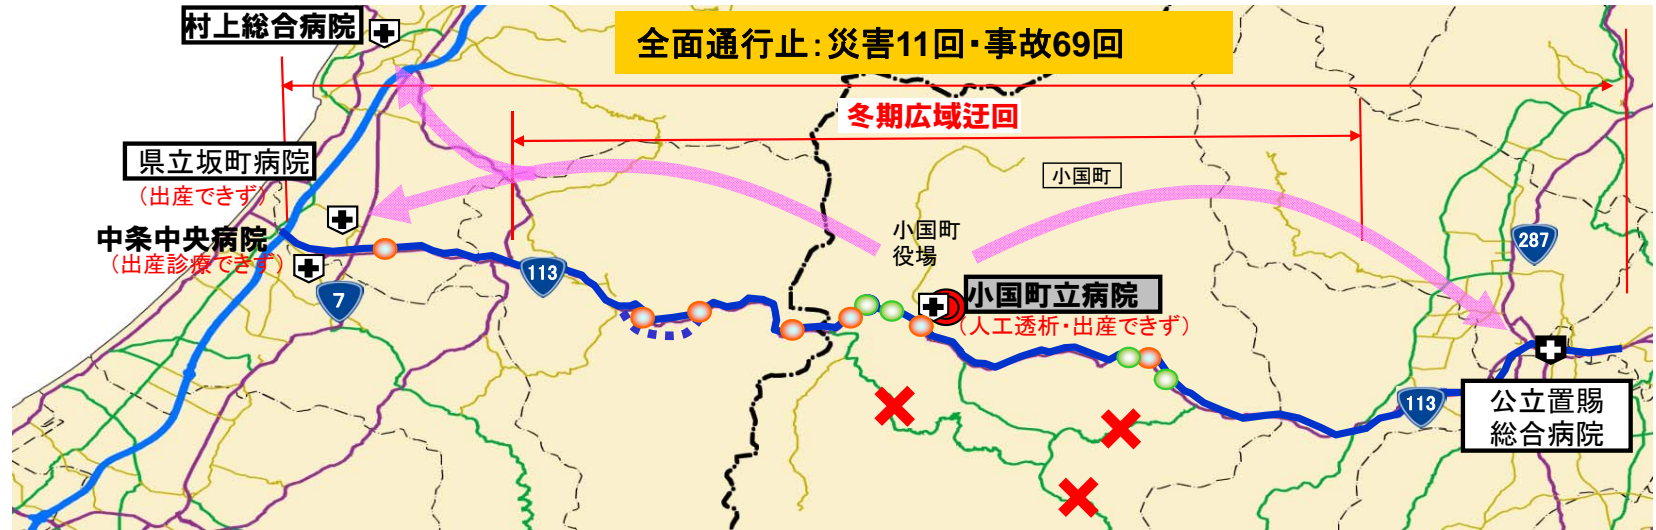 村上総合病院
全面通行止:災害11回・事故69回
冬期広域迂回
県立坂町病院
(出産できず)
小国町
中条中央病院
(出産診療できず)
小国町
役場
287
113
7
小国町立病院
(人工透析・出産できず)
113
公立置賜
総合病院